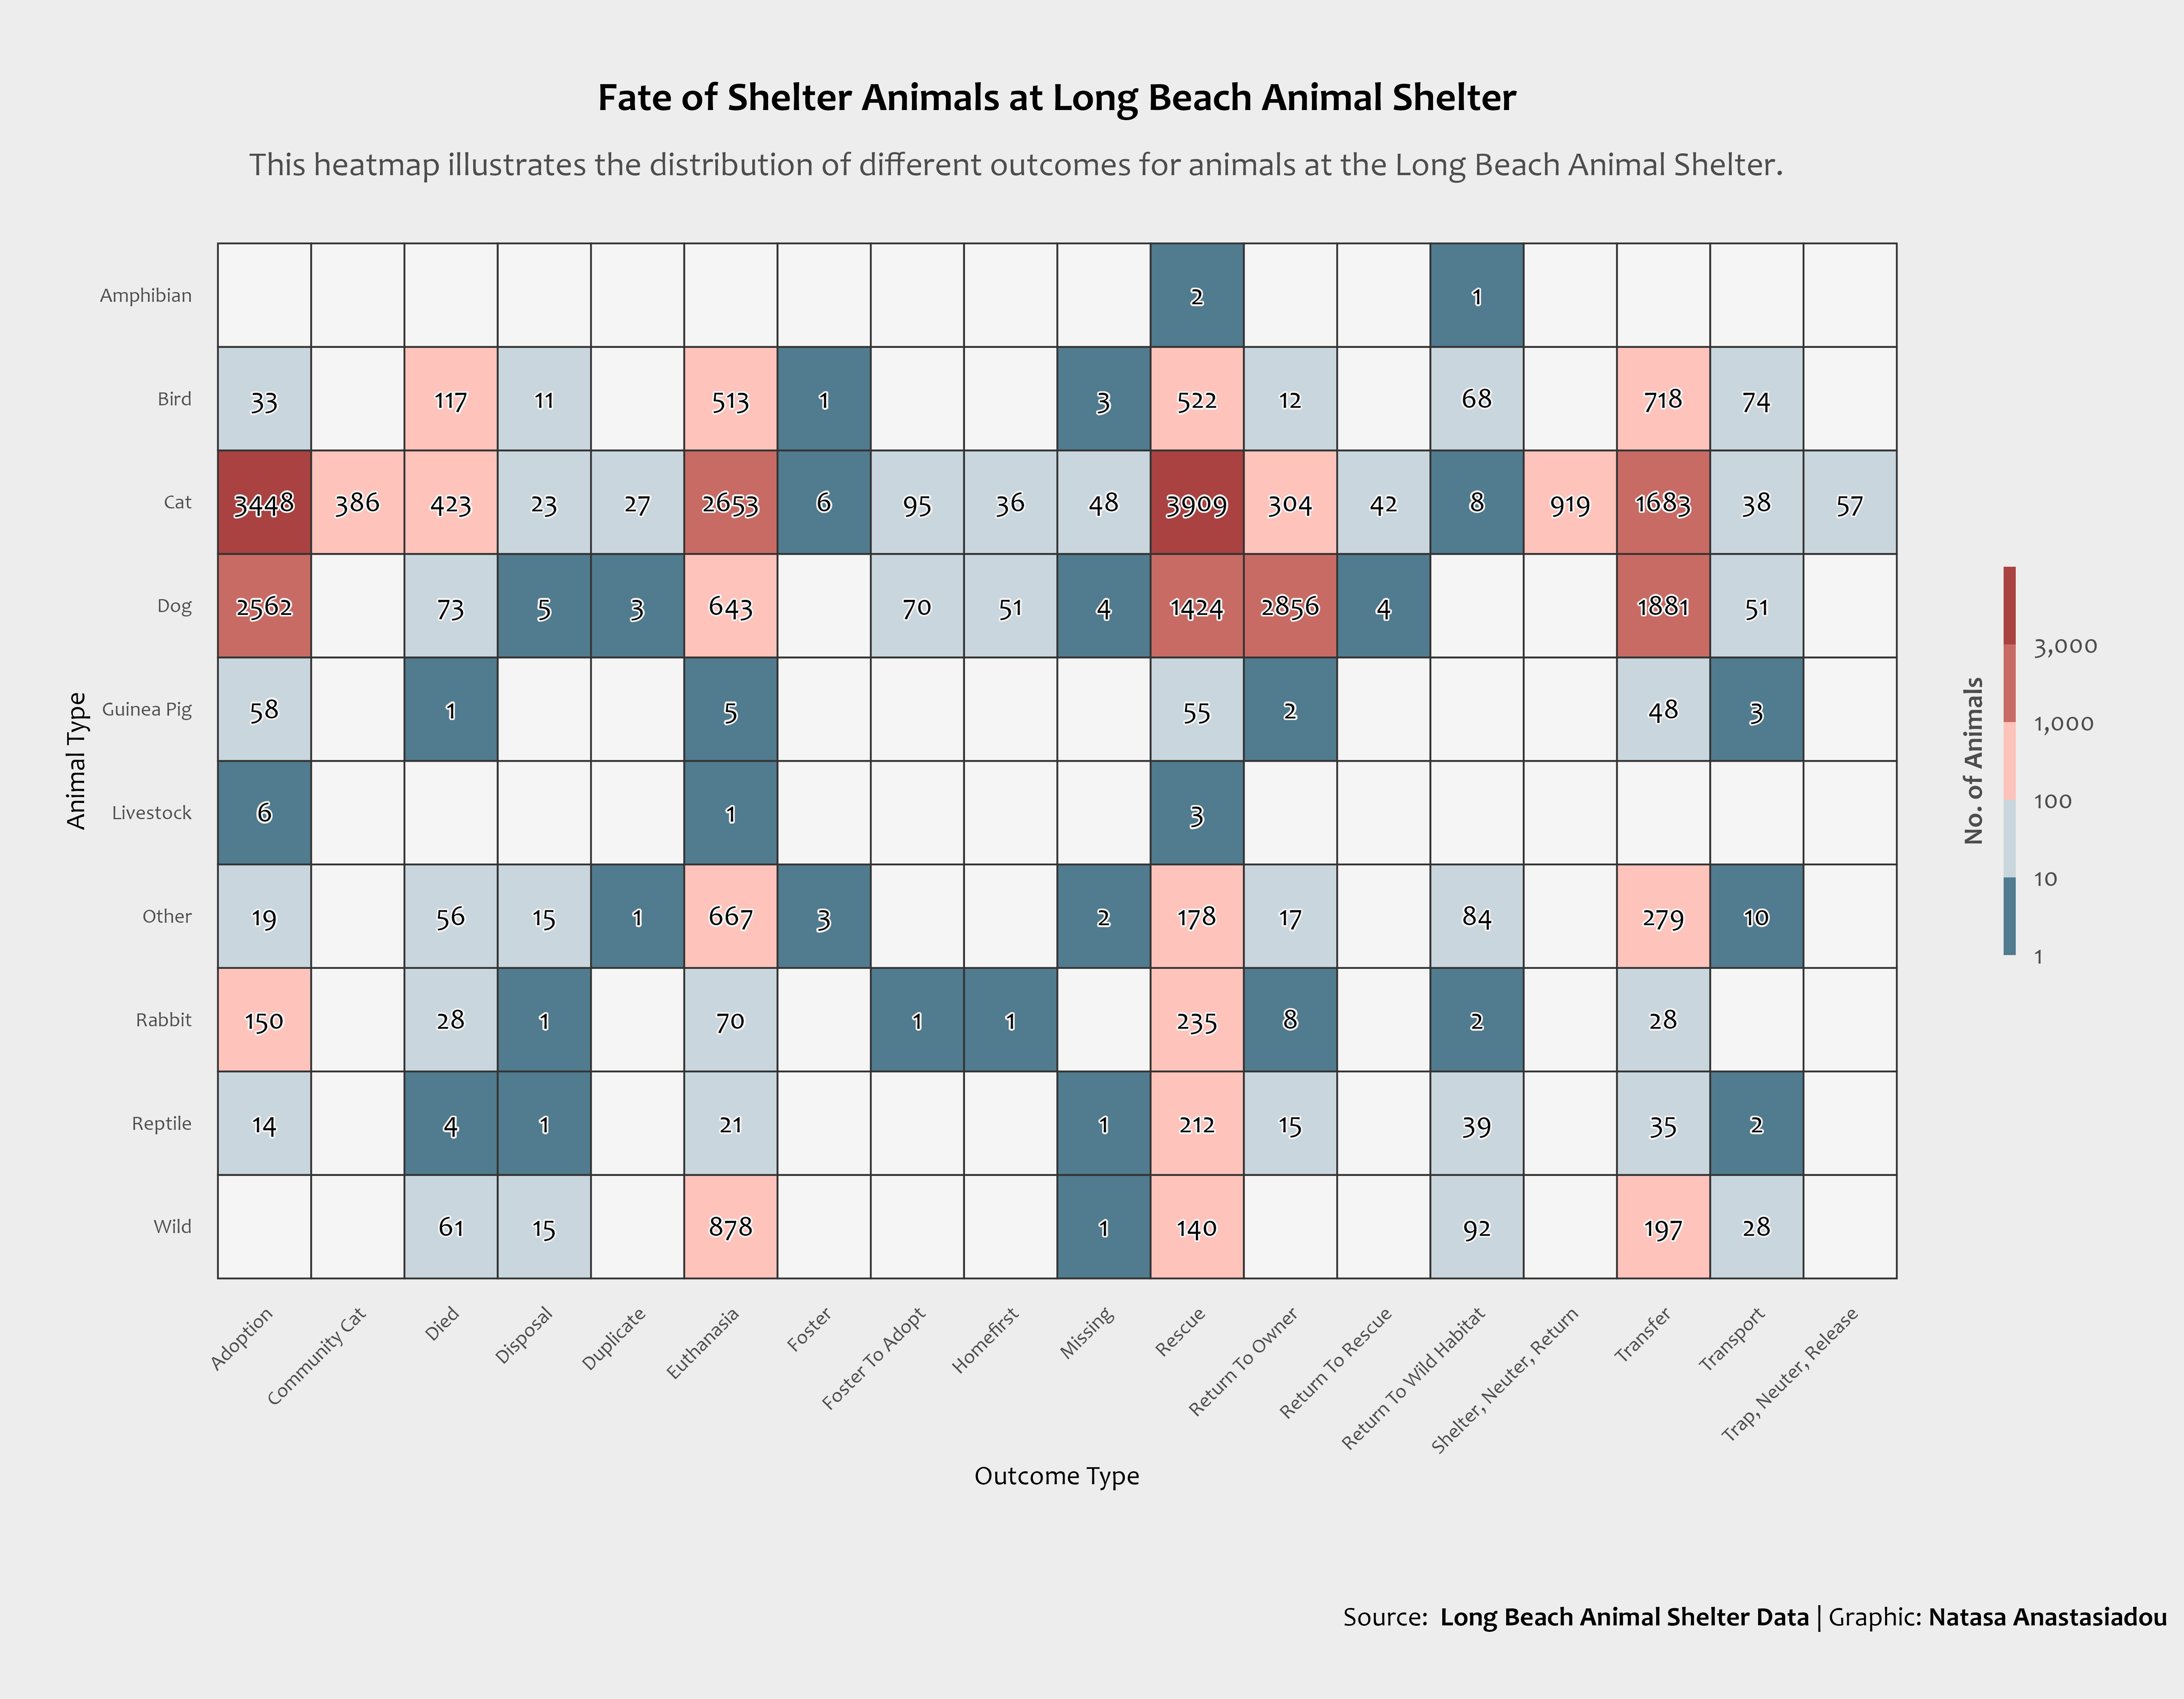 Fate of Shelter Animals at Long Beach Animal Shelter
This heatmap illustrates the distribution of different outcomes for animals at the Long Beach Animal Shelter.
Animal Type
Amphibian 2 1
Bird 33 117 11 513 1 3 522 12 68 718 74
Cat 3448 386 423 23 27 2653 6 95 36 48 3909 304 42 8 919 1683 38 57
Dog 2562 73 5 3 643 70 51 4 1424 2856 4 1881 51
Guinea Pig 58 1 5 55 2 48 3
Livestock 6 1 3
Other 19 56 15 1 667 3 2 178 17 84 279 10
Rabbit 150 28 1 70 1 1 235 8 2 28
Reptile 14 4 1 21 1 212 15 39 35 2
Wild 61 15 878 1 140 92 197 28
Adoption
Community Cat
Died
Disposal
Duplicate
Euthanasia
Foster
Foster To Adopt
Homefirst
Missing
Rescue
Return To Owner
Return To Rescue
Return To Wild Habitat
Shelter, Neuter, Return
Transfer
Transport
Trap, Neuter, Release
Outcome Type
No. of Animals
3,000
1,000
100
10
1
Source: Long Beach Animal Shelter Data | Graphic: Natasa Anastasiadou